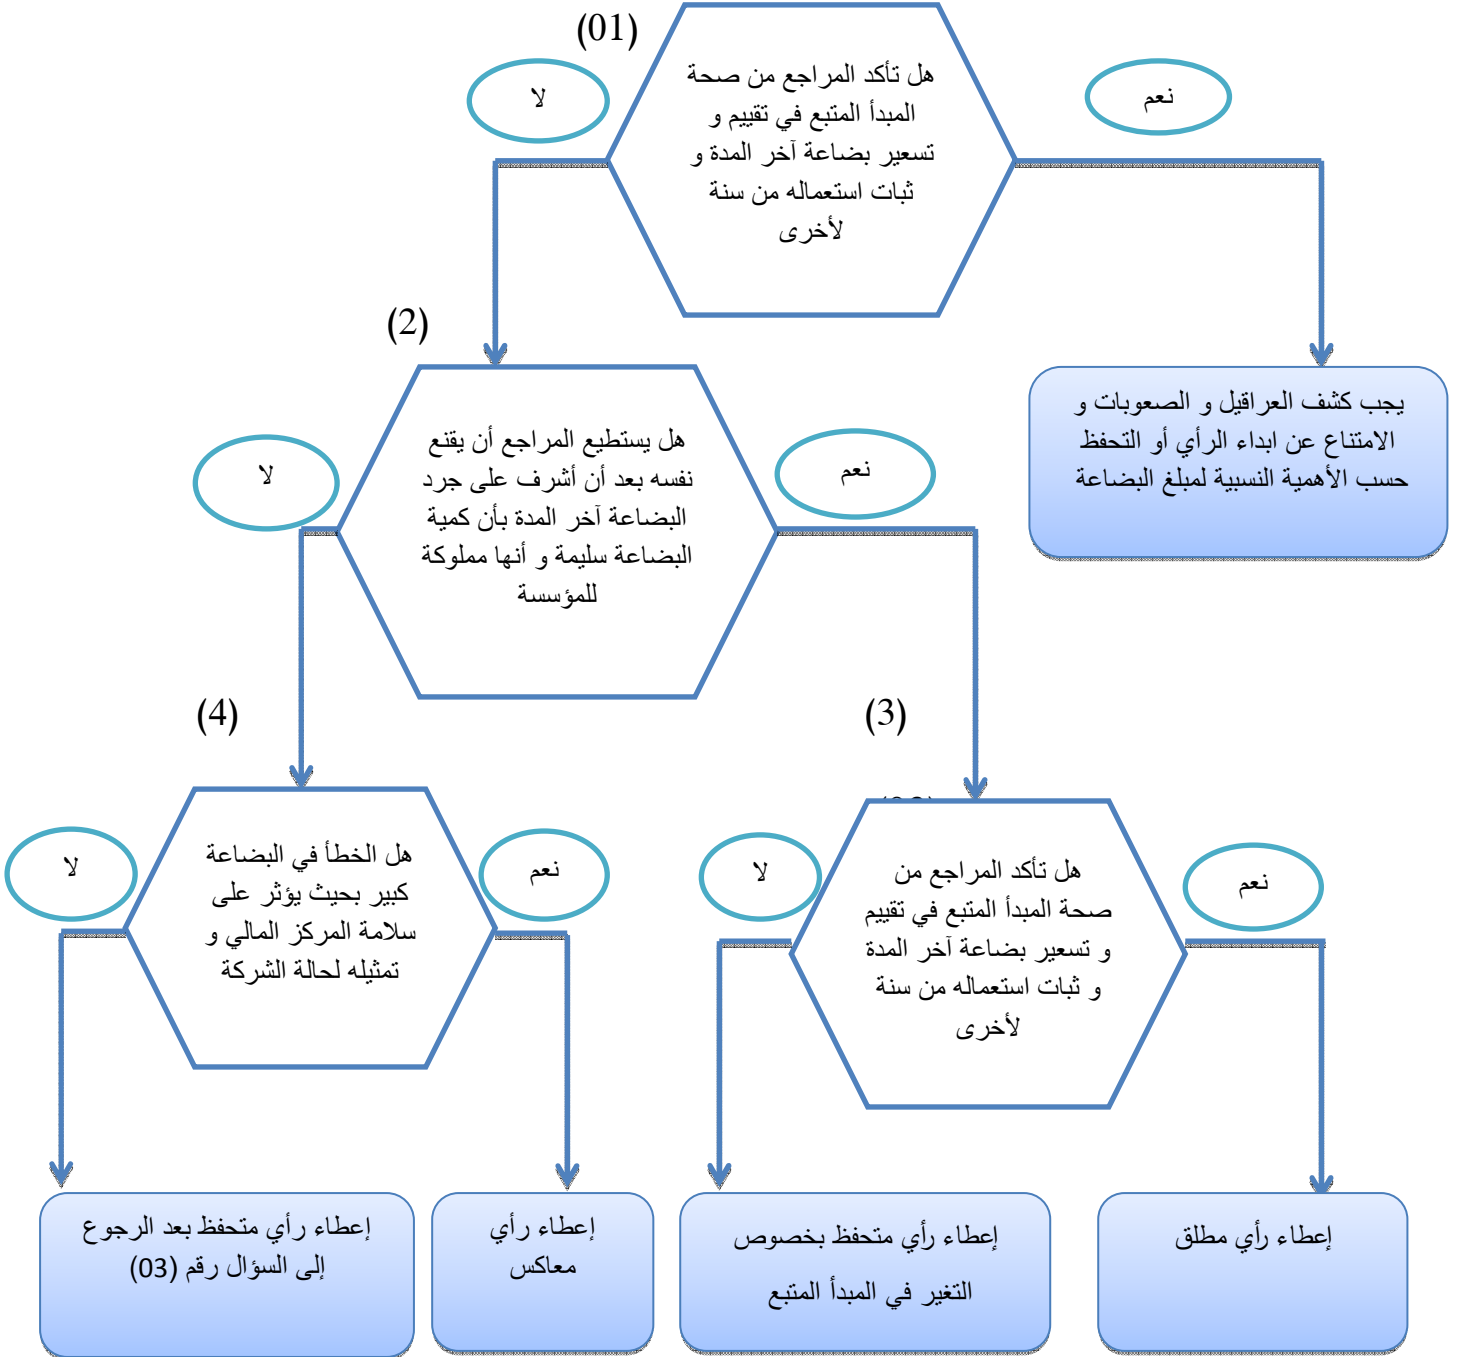 (01)
هل تأكد المراجع من صحة
المبدأ المتبع في تقييم و
تسعير بضاعة آخر المدة و
ثبات استعماله من سنة
لأخرى
نعم
لا
يجب كشف العراقيل و الصعوبات و
الامتناع عن ابداء الرأي أو التحفظ
حسب الأهمية النسبية لمبلغ البضاعة
(2)
هل يستطيع المراجع أن يقنع
نفسه بعد أن أشرف على جرد
البضاعة آخر المدة بأن كمية
البضاعة سليمة و أنها مملوكة
للمؤسسة
نعم
لا
(3)
هل تأكد المراجع من
صحة المبدأ المتبع في تقييم
و تسعير بضاعة آخر المدة
و ثبات استعماله من سنة
لأخرى
نعم
لا
(4)
هل الخطأ في البضاعة
كبير بحيث يؤثر على
سلامة المركز المالي و
تمثيله لحالة الشركة
نعم
لا
إعطاء رأي مطلق
إعطاء رأي متحفظ بخصوص
التغير في المبدأ المتبع
إعطاء رأي
معاكس
إعطاء رأي متحفظ بعد الرجوع
إلى السؤال رقم (03)